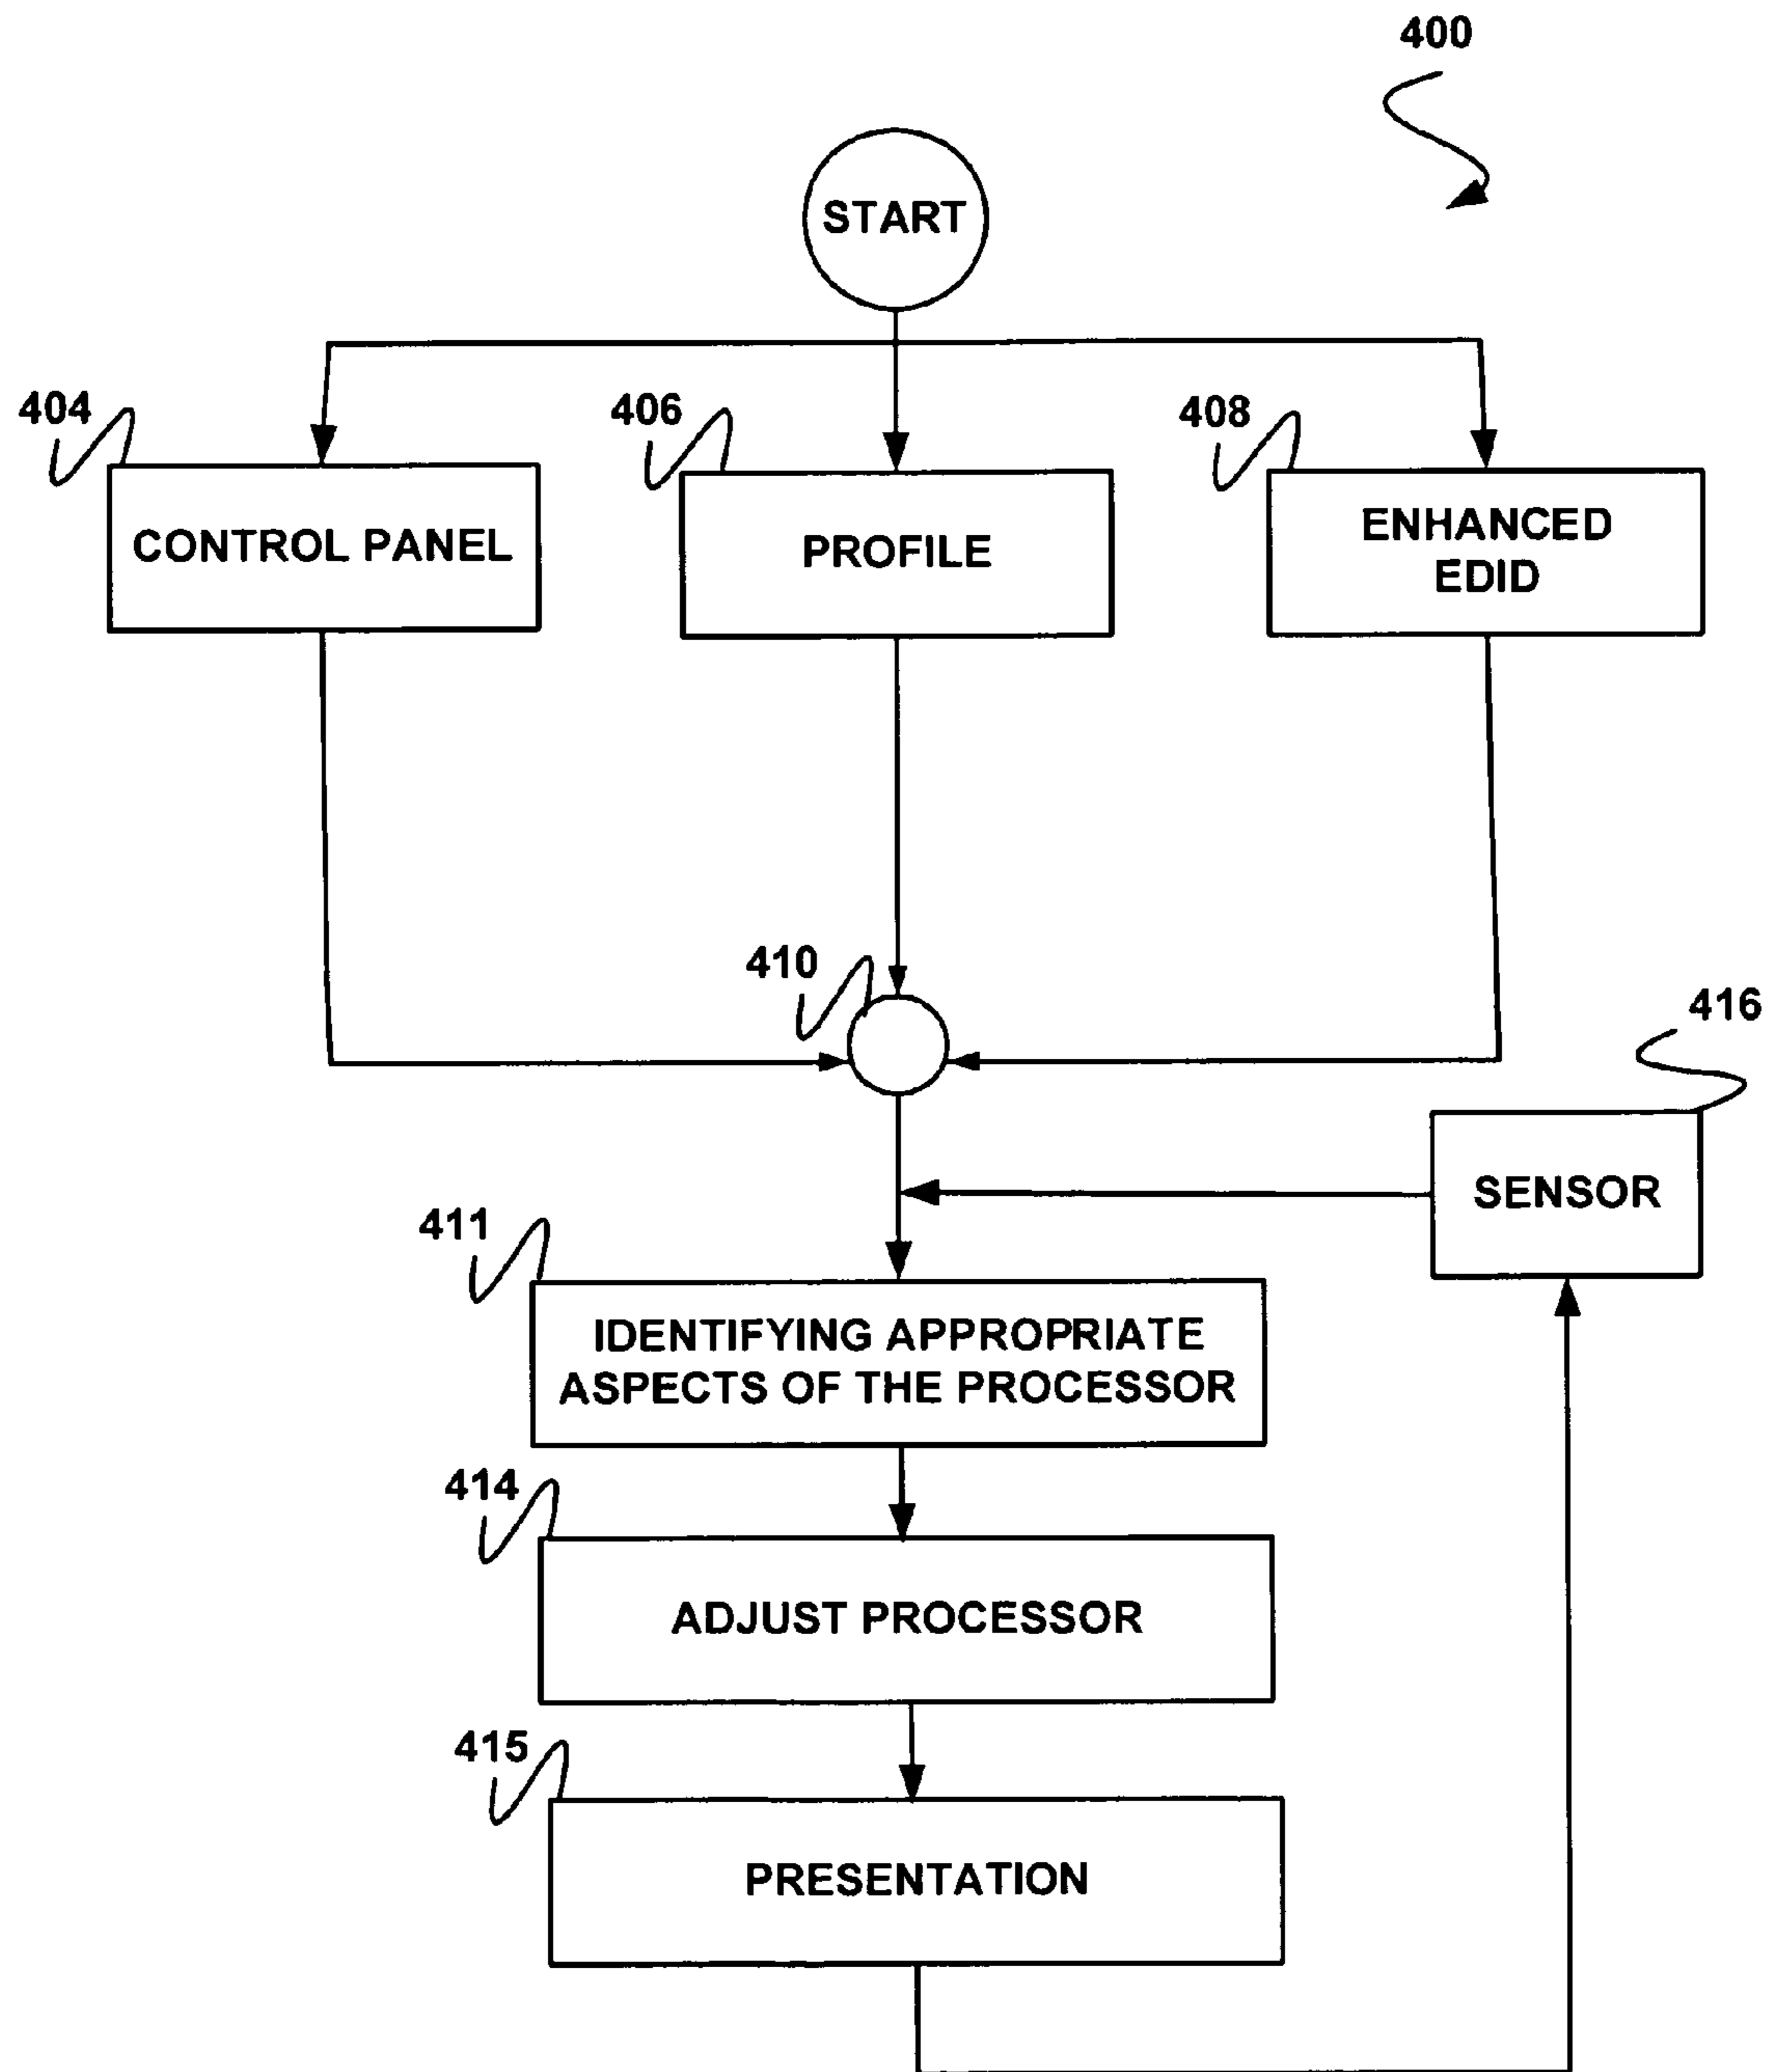 400
START
404
406
408
CONTROL PANEL
PROFILE
ENHANCED
EDID
410
416
SENSOR
411
IDENTIFYING APPROPRIATE
ASPECTS OF THE PROCESSOR
414
ADJUST PROCESSOR
415
PRESENTATION